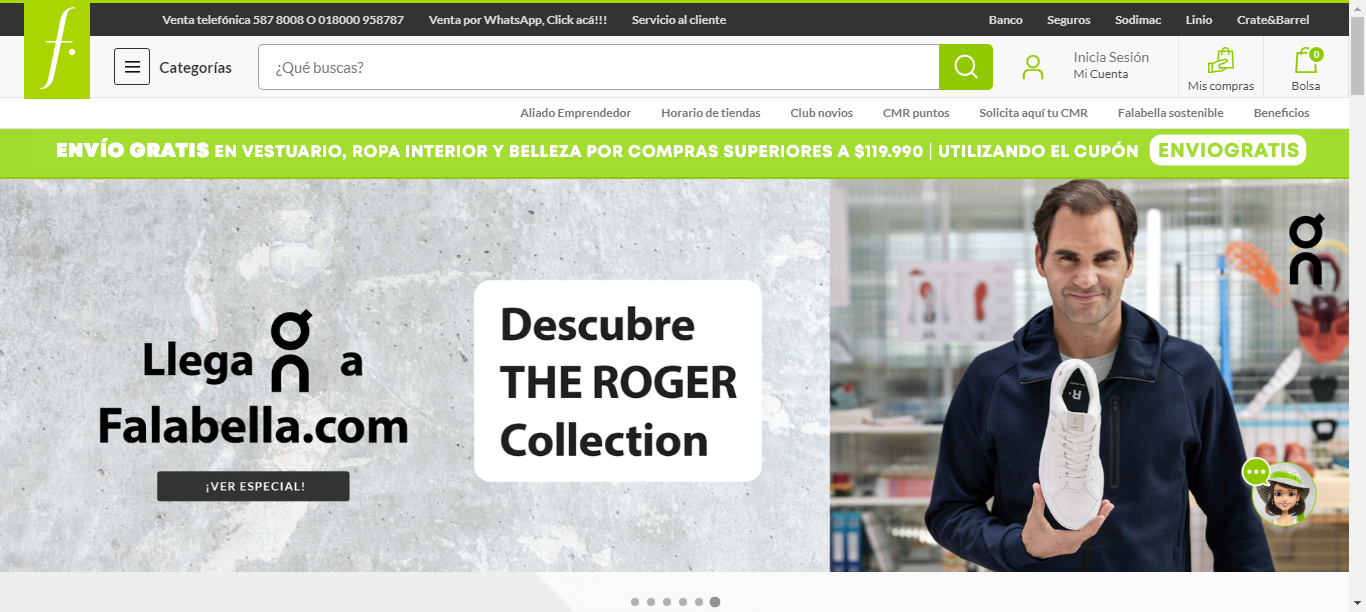 Venta telefónica 587 8008 O 018000 958787
Venta por WhatsApp, Click acá!!!
Servicio al cliente
Banco
Seguros
Sodimac
Linio
Crate&Barrel
f.
Categorías
¿Qué buscas?
Inicia Sesión
Mi Cuenta
Mis compras
0
Bolsa
Aliado Emprendedor
Horario de tiendas
Club novios
CMR puntos
Solicita aquí tu CMR
Falabella sostenible
Beneficios
ENVÍO GRATIS EN VESTUARIO, ROPA INTERIOR Y BELLEZA POR COMPRAS SUPERIORES A $119.990 | UTILIZANDO EL CUPÓN ENVIOGRATIS
Llega On a
Falabella.com
¡VER ESPECIAL!
Descubre
THE ROGER
Collection
On
R